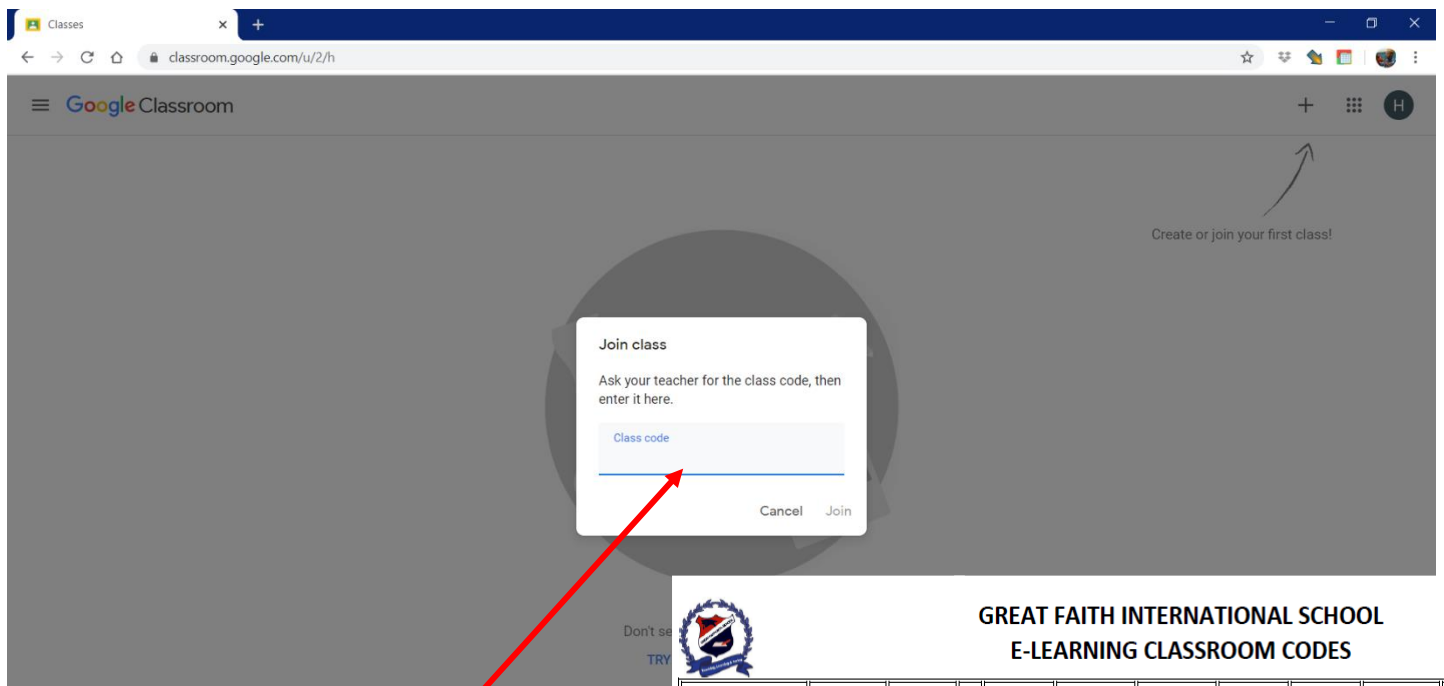 Classes
classroom.google.com/u/2/h
Google Classroom
H
Create or join your first class!
Join class
Ask your teacher for the class code, then
enter it here.
Class code
Cancel Join
Don't se
TRY
GREAT FAITH INTERNATIONAL SCHOOL
E-LEARNING CLASSROOM CODES